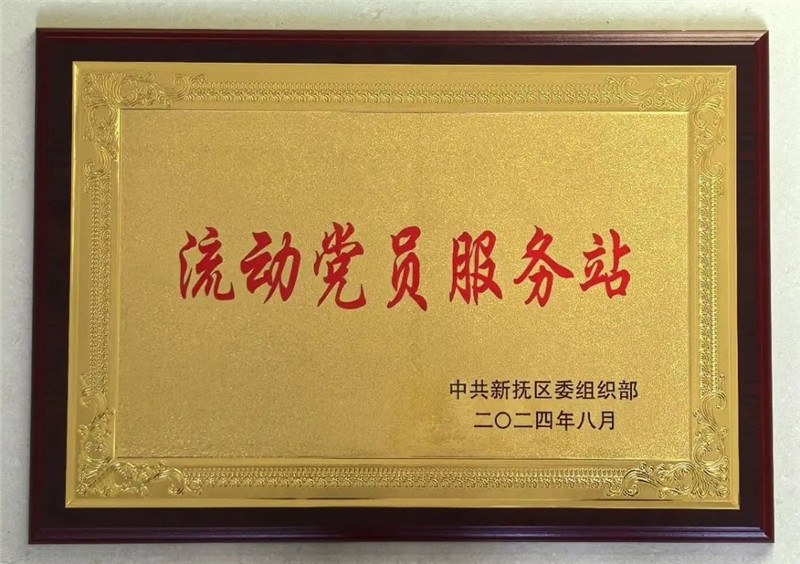 流动党员服务站
中共新抚区委组织部
二〇二四年八月